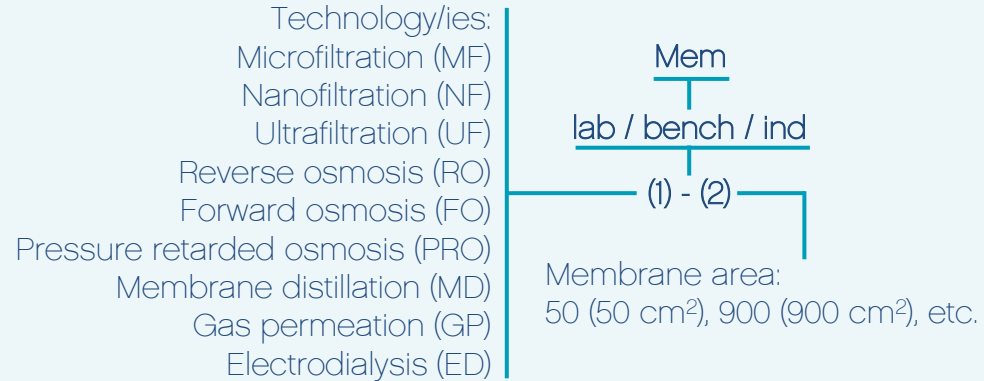 Technology/ies:
Microfiltration (MF)
Nanofiltration (NF)
Ultrafiltration (UF)
Reverse osmosis (RO)
Forward osmosis (FO)
Pressure retarded osmosis (PRO)
Membrane distillation (MD)
Gas permeation (GP)
Electrodialysis (ED)
Mem
lab / bench / ind
(1) - (2)
Membrane area:
50 (50 cm²), 900 (900 cm²), etc.